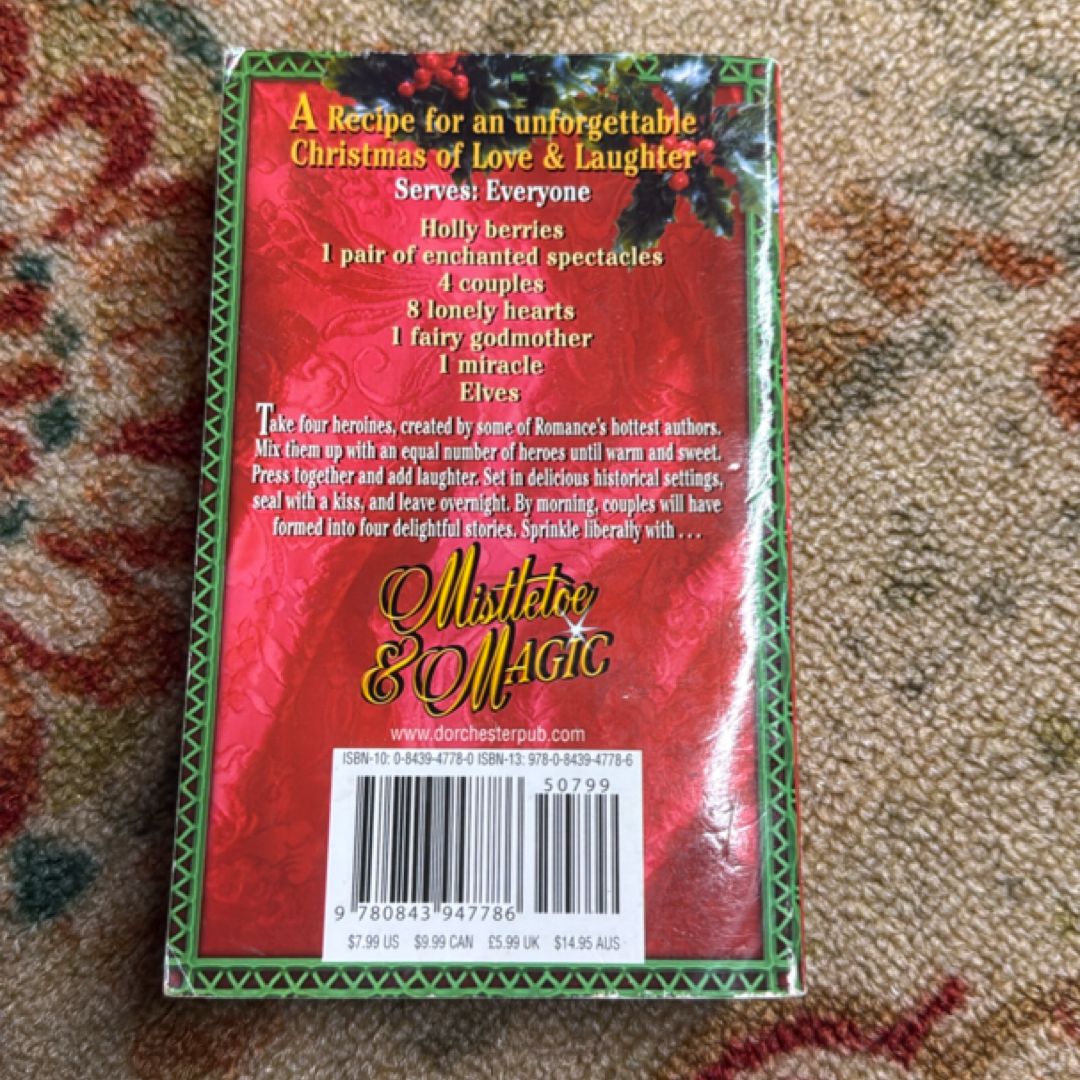 A Recipe for an unforgettable
Christmas of Love & Laughter
Serves: Everyone
Holly berries
1 pair of enchanted spectacles
4 couples
8 lonely hearts
1 fairy godmother
1 miracle
Elves
Take four heroines, created by some of Romance's hottest authors.
Mix them up with an equal number of heroes until warm and sweet.
Press together and add laughter. Set in delicious historical settings,
seal with a kiss, and leave overnight. By morning, couples will have
formed into four delightful stories. Sprinkle liberally with . . .
Mistletoe
& Magic
www.dorchesterpub.com
ISBN-10: 0-8439-4778-0 ISBN-13: 978-0-8439-4778-6
50799
9 780843 947786
$7.99 US $9.99 CAN £5.99 UK $14.95 AUS